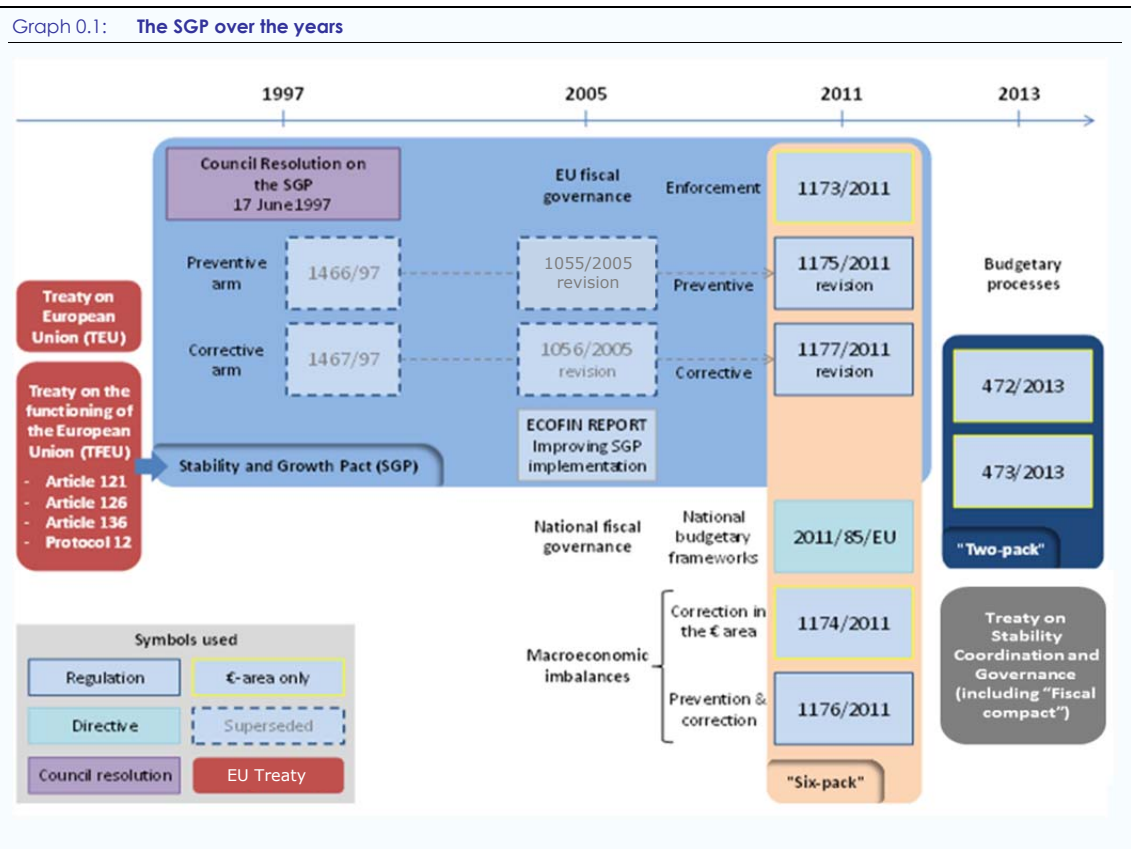 Graph 0.1: The SGP over the years
1997
2005
2011
2013
Council Resolution on
the SGP
17 June1997
EU fiscal
governance
Enforcement
1173/2011
Preventive
arm
1466/97
1055/2005
revision
Preventive
1175/2011
revision
Budgetary
processes
Treaty on
European
Union (TEU)
Corrective
arm
1467/97
1056/2005
revision
Corrective
1177/2011
revision
472/2013
473/2013
"Two-pack"
Treaty on the
functioning of
the European
Union (TFEU)
- Article 121
- Article 126
- Article 136
- Protocol 12
Stability and Growth Pact (SGP)
ECOFIN REPORT
Improving SGP
implementation
National fiscal
governance
National
budgetary
frameworks
2011/85/EU
Macroeconomic
imbalances
Correction in
the € area
1174/2011
Prevention &
correction
1176/2011
"Six-pack"
Treaty on
Stability
Coordination and
Governance
(including “Fiscal
compact”)
Symbols used
Regulation
€-area only
Directive
Superseded
Council resolution
EU Treaty